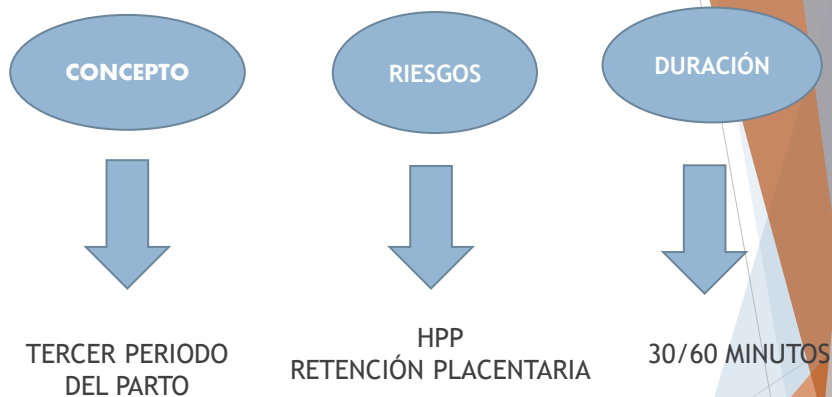 CONCEPTO
RIESGOS
DURACIÓN
TERCER PERIODO
DEL PARTO
HPP
RETENCIÓN PLACENTARIA
30/60 MINUTOS